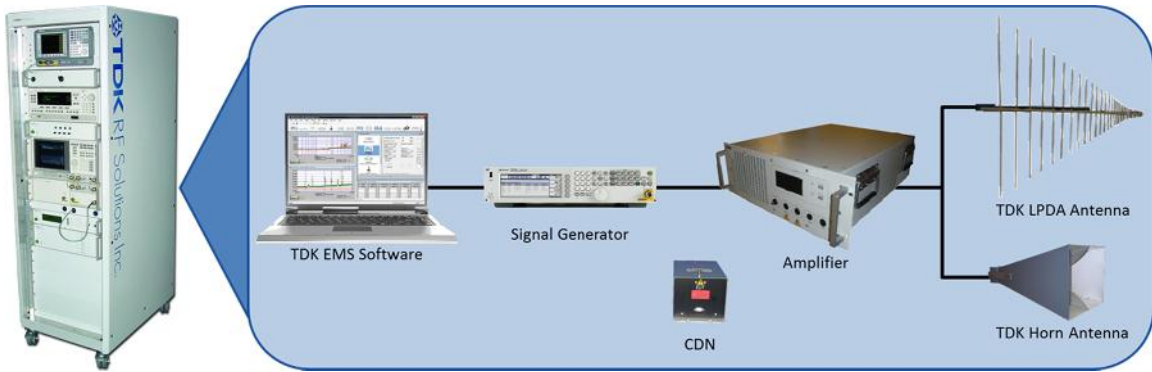 TDK RF Solutions Inc.
TDK EMS Software
Signal Generator
Amplifier
CDN
TDK LPDA Antenna
TDK Horn Antenna